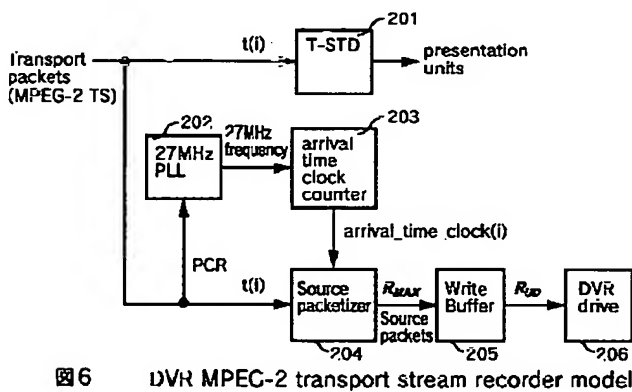 201
t(i)
T-STD
Transport
packets
(MPEG-2 TS)
presentation
units
202
27MHz
frequency
203
27MHz
PLL
arrival
time
clock
counter
arrival_time_clock(i)
PCR
t(i)
Source
packetizer
RMAX
Source
packets
Write
Buffer
RUD
DVR
drive
204
205
206
図6 DVR MPEG-2 transport stream recorder model